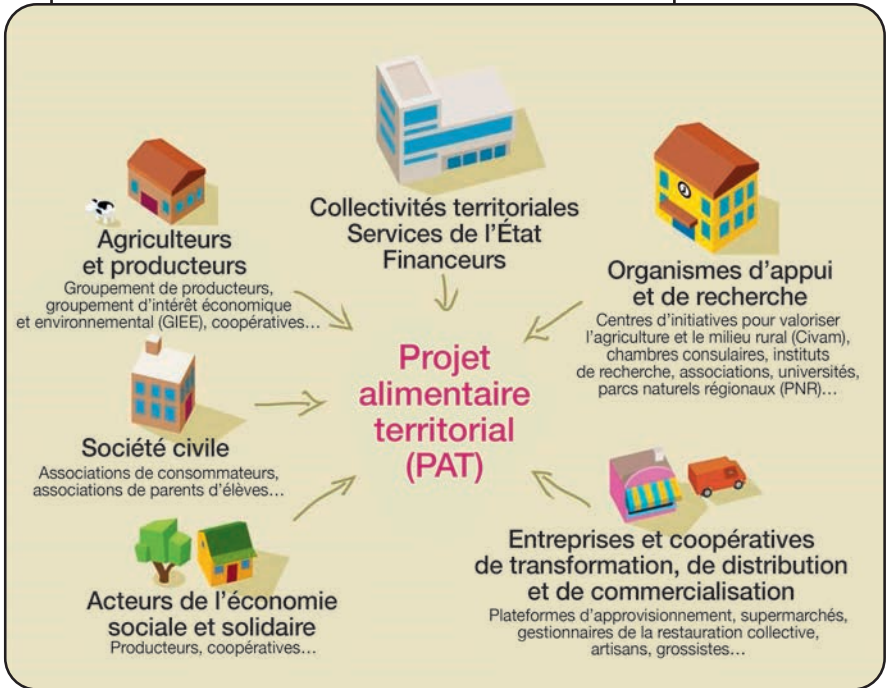 Collectivités territoriales
Services de l'État
Financeurs
Agriculteurs
et producteurs
Groupement de producteurs,
groupement d'intérêt économique
et environnemental (GIEE), coopératives…
Organismes d'appui
et de recherche
Centres d'initiatives pour valoriser
l'agriculture et le milieu rural (Civam),
chambres consulaires, instituts
de recherche, associations, universités,
parcs naturels régionaux (PNR)…
Projet
alimentaire
territorial
(PAT)
Société civile
Associations de consommateurs,
associations de parents d'élèves…
Acteurs de l'économie
sociale et solidaire
Producteurs, coopératives…
Entreprises et coopératives
de transformation, de distribution
et de commercialisation
Plateformes d'approvisionnement, supermarchés,
gestionnaires de la restauration collective,
artisans, grossistes…